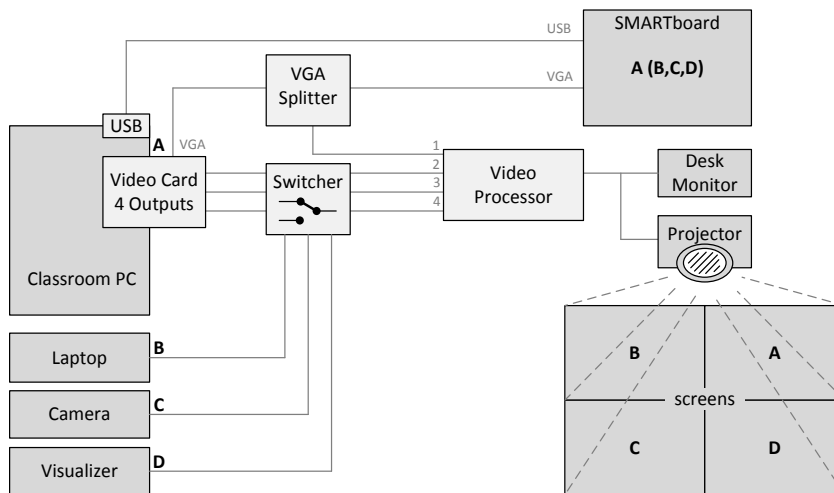 USB
SMARTboard
A (B,C,D)
VGA
Splitter
VGA
USB
A
VGA
Classroom PC
Video Card
4 Outputs
Switcher
1
2
3
4
Video
Processor
Desk
Monitor
Projector
Laptop
B
Camera
C
Visualizer
D
B
A
screens
C
D